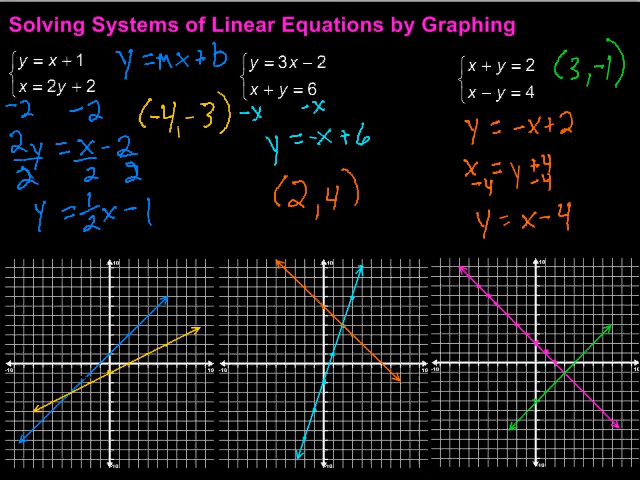 Solving Systems of Linear Equations by Graphing
y = x + 1
x = 2y + 2
y = mx + b
-2 -2
2y = x - 2
2 2 2
y = 1/2 x - 1
(-4, -3)
y = 3x − 2
x + y = 6
-x -x
y = -x + 6
(2, 4)
x + y = 2
x − y = 4
(3, -1)
y = -x + 2
x = y + 4
-4 -4
y = x - 4
10
-10
10
-10
10
-10
10
-10
10
-10
10
-10